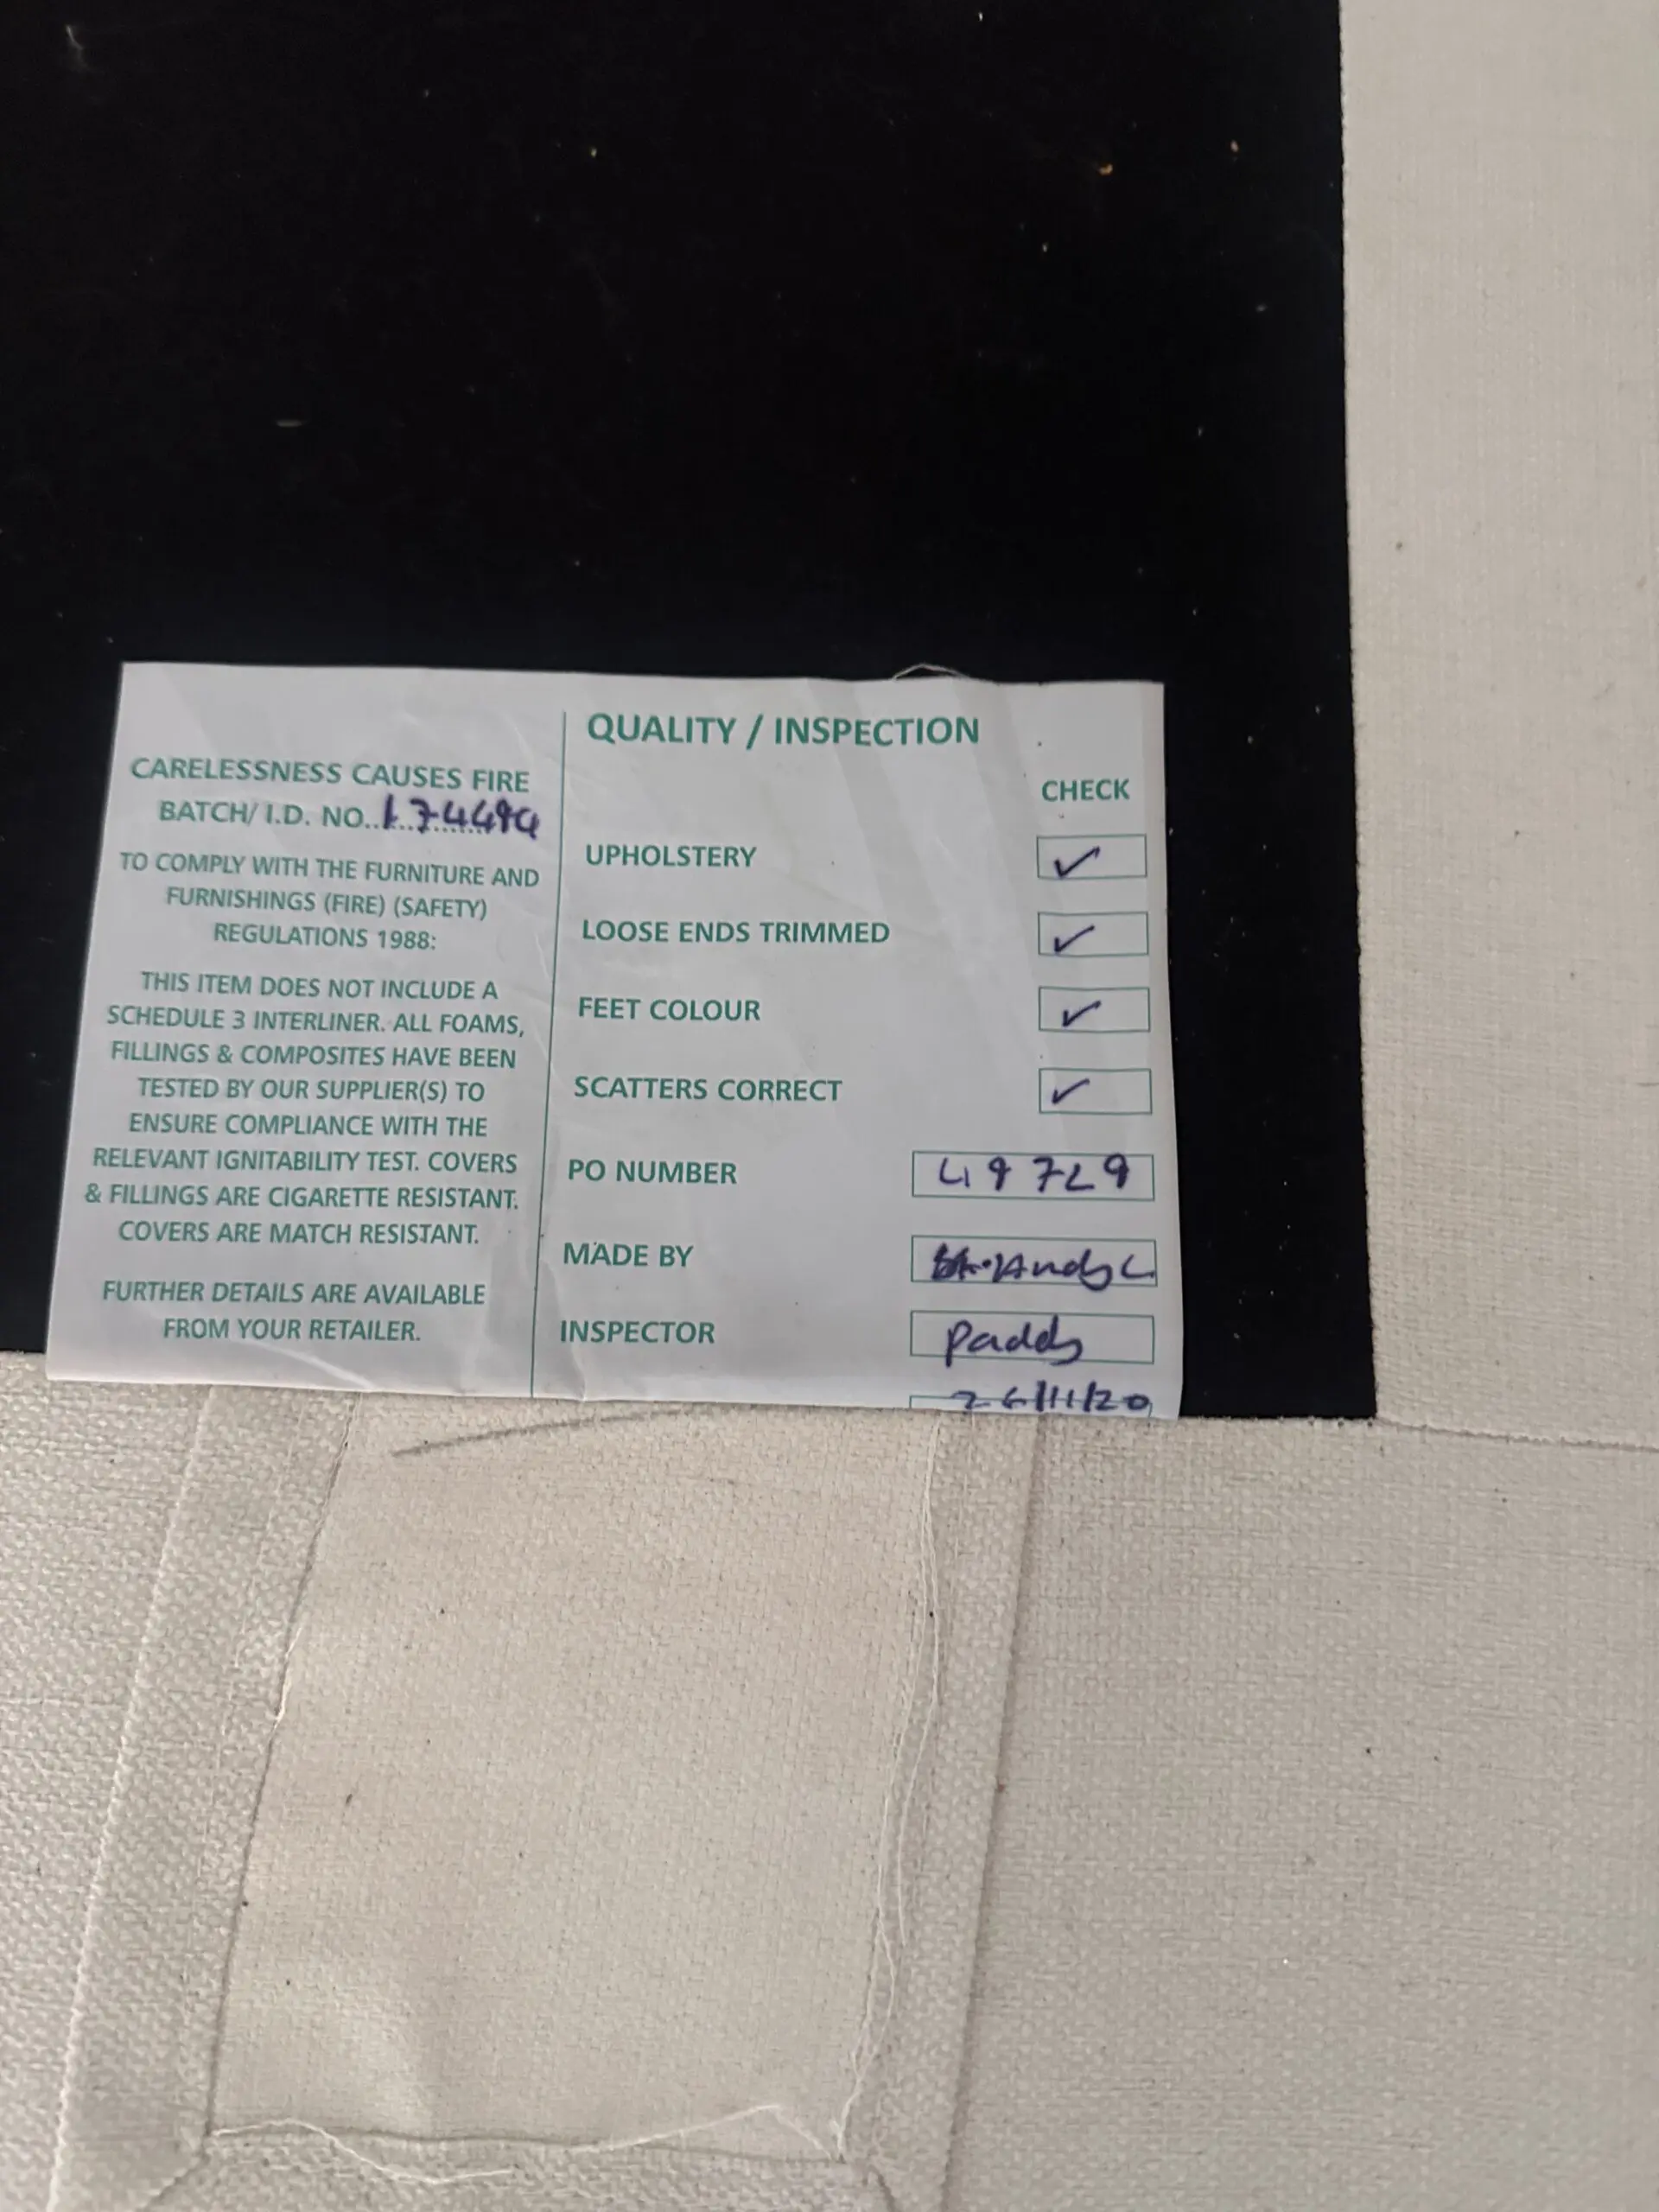 CARELESSNESS CAUSES FIRE
BATCH/ I.D. NO.
TO COMPLY WITH THE FURNITURE AND
FURNISHINGS (FIRE) (SAFETY)
REGULATIONS 1988:
THIS ITEM DOES NOT INCLUDE A
SCHEDULE 3 INTERLINER. ALL FOAMS,
FILLINGS & COMPOSITES HAVE BEEN
TESTED BY OUR SUPPLIER(S) TO
ENSURE COMPLIANCE WITH THE
RELEVANT IGNITABILITY TEST. COVERS
& FILLINGS ARE CIGARETTE RESISTANT.
COVERS ARE MATCH RESISTANT.
FURTHER DETAILS ARE AVAILABLE
FROM YOUR RETAILER.
QUALITY / INSPECTION
CHECK
UPHOLSTERY ✓
LOOSE ENDS TRIMMED ✓
FEET COLOUR ✓
SCATTERS CORRECT ✓
PO NUMBER
MADE BY
INSPECTOR Paddy
26/11/20